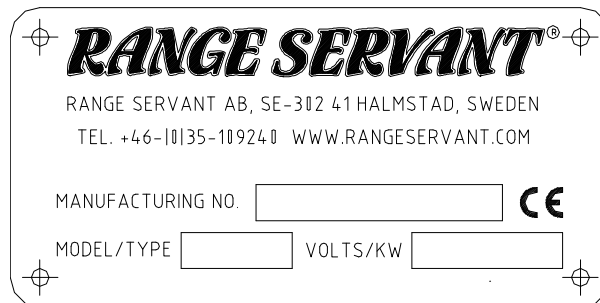 RANGE SERVANT®
RANGE SERVANT AB, SE-302 41 HALMSTAD, SWEDEN
TEL. +46-|0|35-109240 WWW.RANGESERVANT.COM
MANUFACTURING NO. CE
MODEL/TYPE VOLTS/KW